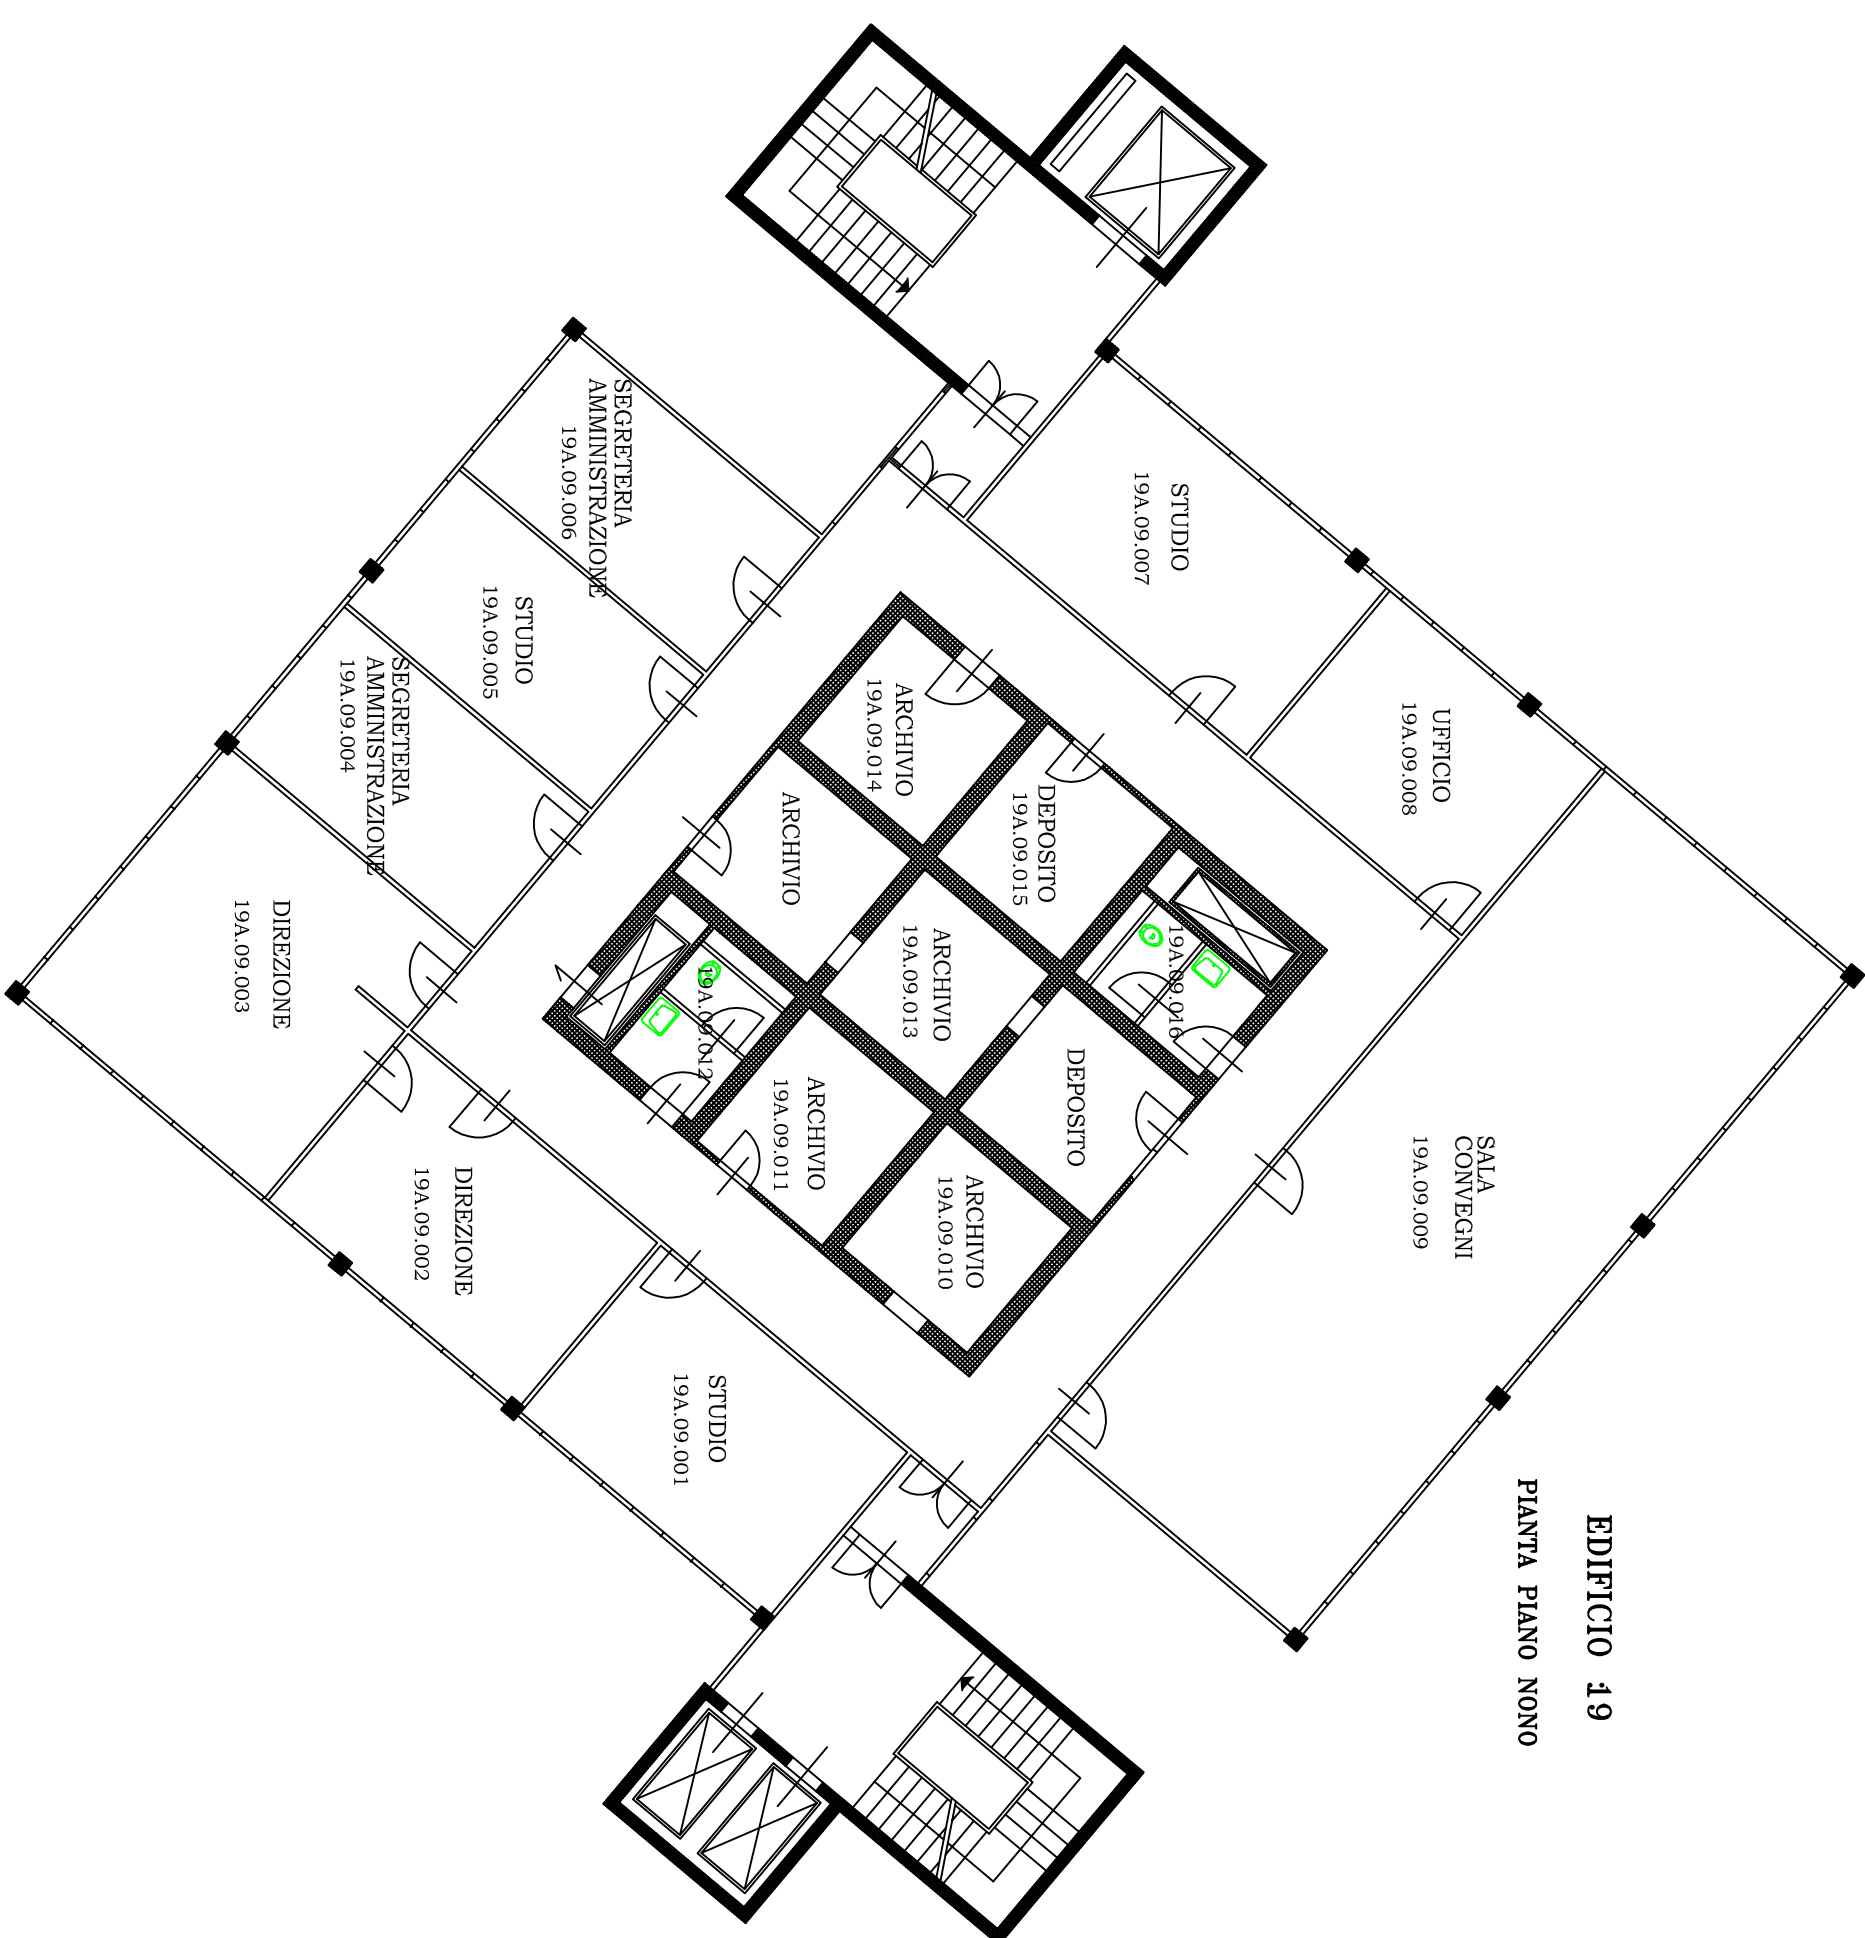 EDIFICIO 19
PIANTA PIANO NONO
SEGRETERIA
AMMINISTRAZIONE
19A.09.006
STUDIO
19A.09.005
SEGRETERIA
AMMINISTRAZIONE
19A.09.004
DIREZIONE
19A.09.003
DIREZIONE
19A.09.002
STUDIO
19A.09.001
STUDIO
19A.09.007
UFFICIO
19A.09.008
SALA
CONVEGNI
19A.09.009
ARCHIVIO
19A.09.014
ARCHIVIO
DEPOSITO
19A.09.015
ARCHIVIO
19A.09.013
19A.09.016
19A.09.012
DEPOSITO
ARCHIVIO
19A.09.011
ARCHIVIO
19A.09.010